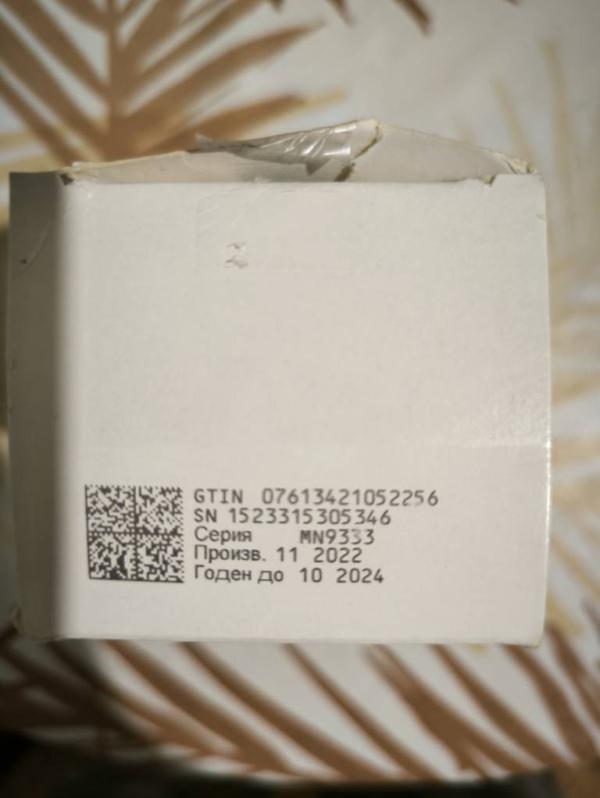 GTIN 07613421052256
SN 1523315305346
Серия MN9333
Произв. 11 2022
Годен до 10 2024